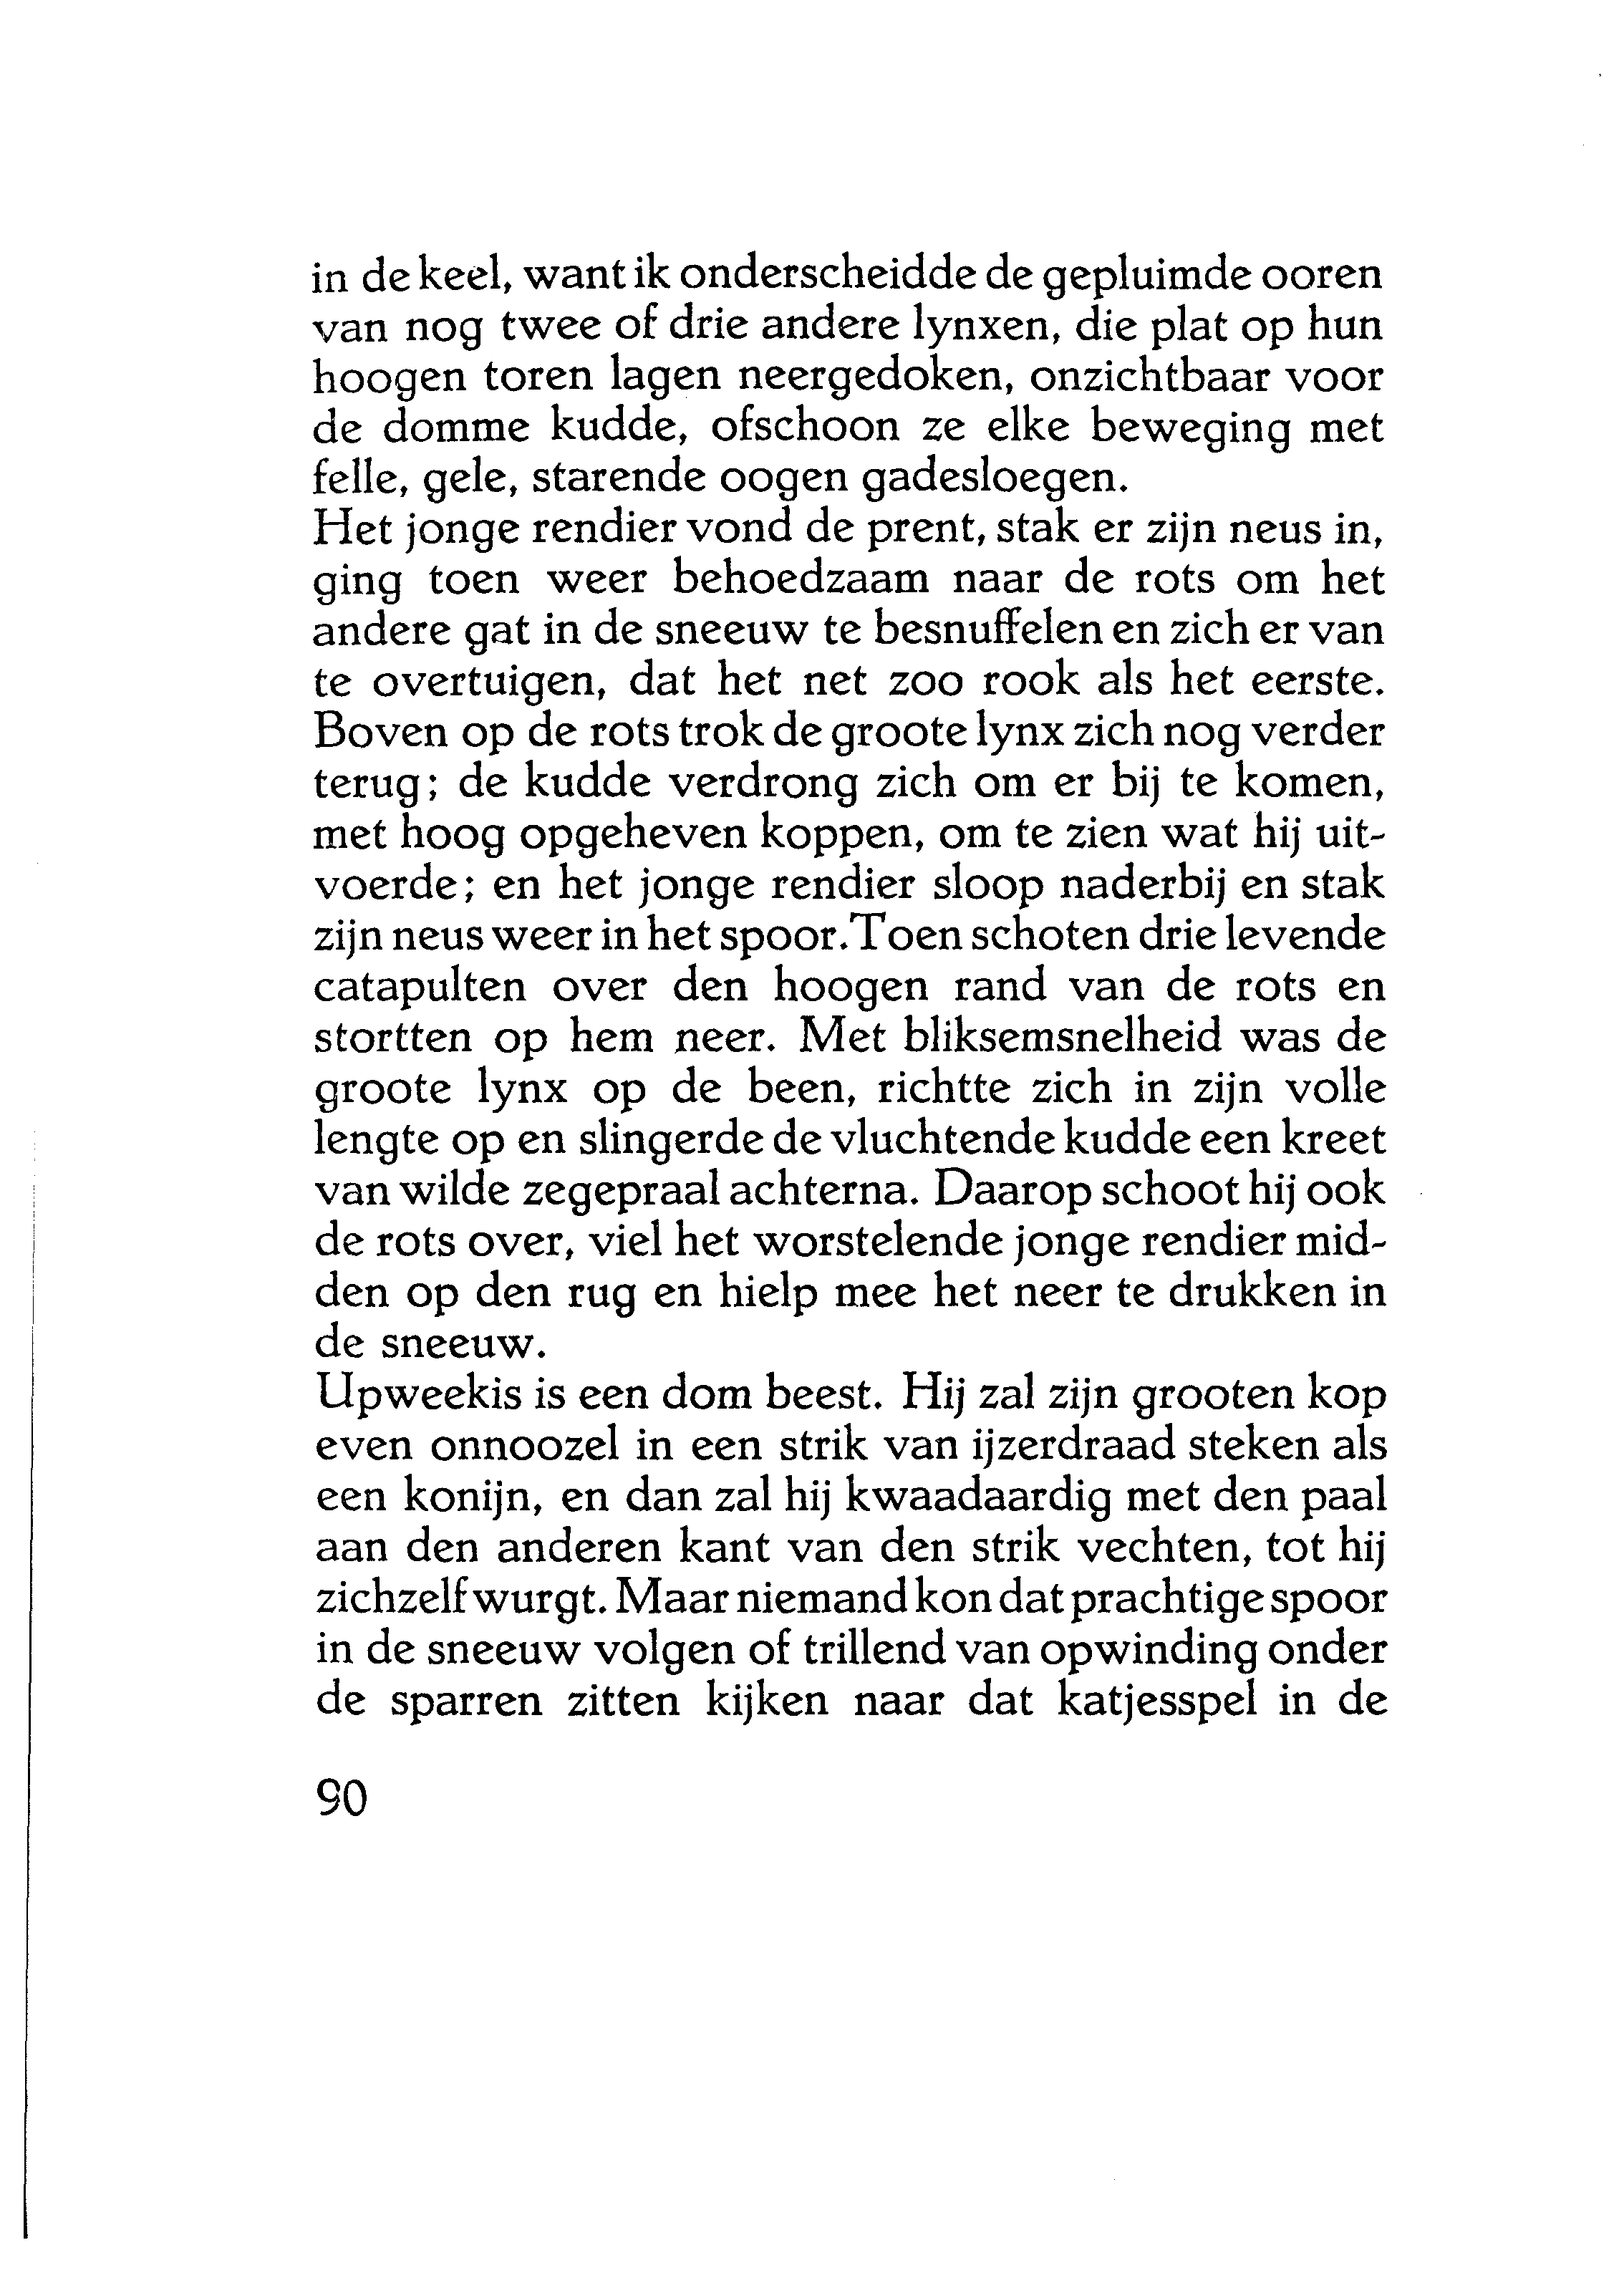 in de keel, want ik onderscheidde de gepluimde ooren
van nog twee of drie andere lynxen, die plat op hun
hoogen toren lagen neergedoken, onzichtbaar voor
de domme kudde, ofschoon ze elke beweging met
felle, gele, starende oogen gadesloegen.
Het jonge rendier vond de prent, stak er zijn neus in,
ging toen weer behoedzaam naar de rots om het
andere gat in de sneeuw te besnuffelen en zich er van
te overtuigen, dat het net zoo rook als het eerste.
Boven op de rots trok de groote lynx zich nog verder
terug; de kudde verdrong zich om er bij te komen,
met hoog opgeheven koppen, om te zien wat hij uit-
voerde; en het jonge rendier sloop naderbij en stak
zijn neus weer in het spoor. Toen schoten drie levende
catapulten over den hoogen rand van de rots en
stortten op hem neer. Met bliksemsnelheid was de
groote lynx op de been, richtte zich in zijn volle
lengte op en slingerde de vluchtende kudde een kreet
van wilde zegepraal achterna. Daarop schoot hij ook
de rots over, viel het worstelende jonge rendier mid-
den op den rug en hielp mee het neer te drukken in
de sneeuw.
Upweekis is een dom beest. Hij zal zijn grooten kop
even onnoozel in een strik van ijzerdraad steken als
een konijn, en dan zal hij kwaadaardig met den paal
aan den anderen kant van den strik vechten, tot hij
zichzelf wurgt. Maar niemand kon dat prachtige spoor
in de sneeuw volgen of trillend van opwinding onder
de sparren zitten kijken naar dat katjesspel in de
90